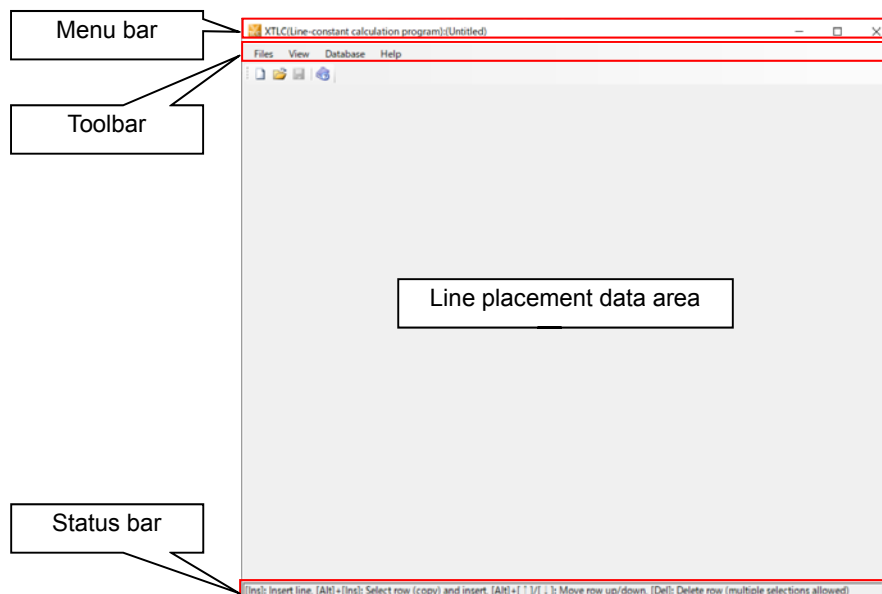 Menu bar
XTLC(Line-constant calculation program):(Untitled)
Files View Database Help
Toolbar
Line placement data area
Status bar
[Ins]: Insert line, [Alt]+[Ins]: Select row (copy) and insert, [Alt]+[↑]/[↓]: Move row up/down, [Del]: Delete row (multiple selections allowed)